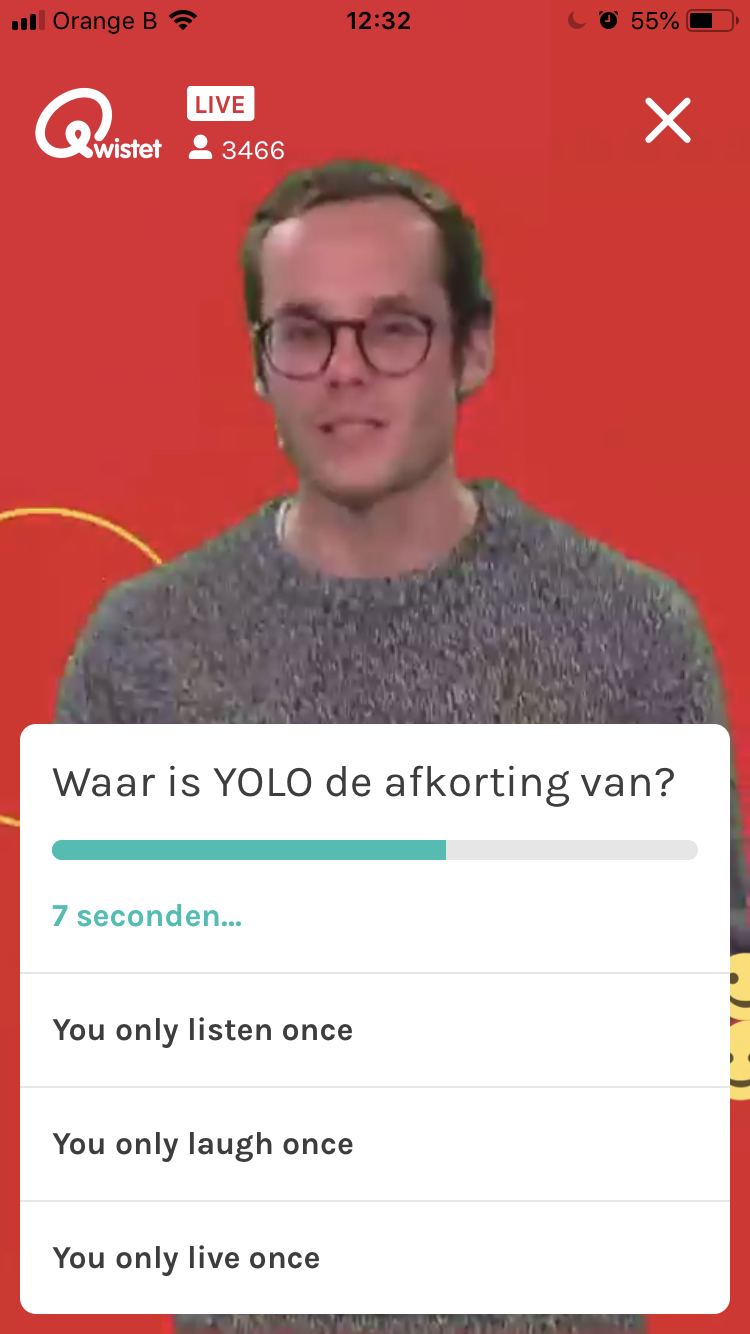 Orange B 12:32 55%
Qwistet
LIVE
3466
Waar is YOLO de afkorting van?
7 seconden...
You only listen once
You only laugh once
You only live once